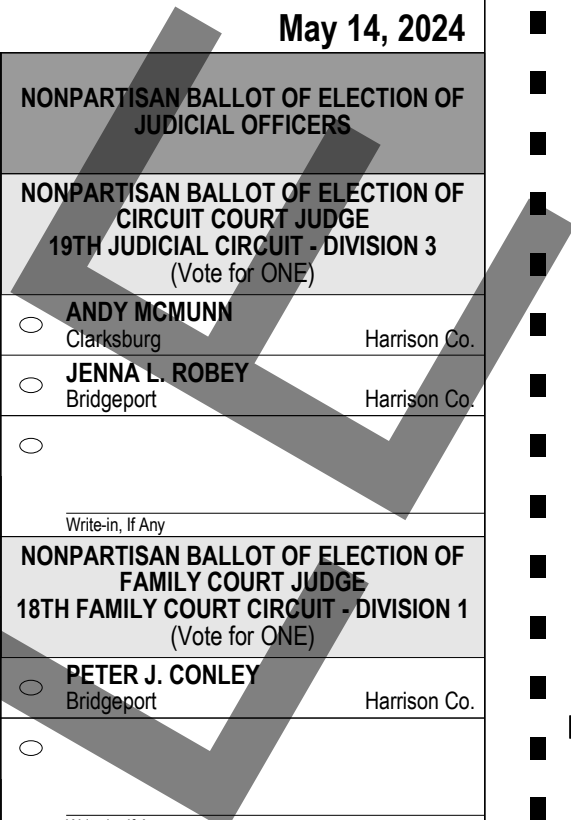 May 14, 2024
NONPARTISAN BALLOT OF ELECTION OF
JUDICIAL OFFICERS
NONPARTISAN BALLOT OF ELECTION OF
CIRCUIT COURT JUDGE
19TH JUDICIAL CIRCUIT - DIVISION 3
(Vote for ONE)
ANDY MCMUNN
Clarksburg Harrison Co.
JENNA L. ROBEY
Bridgeport Harrison Co.
Write-in, If Any
NONPARTISAN BALLOT OF ELECTION OF
FAMILY COURT JUDGE
18TH FAMILY COURT CIRCUIT - DIVISION 1
(Vote for ONE)
PETER J. CONLEY
Bridgeport Harrison Co.